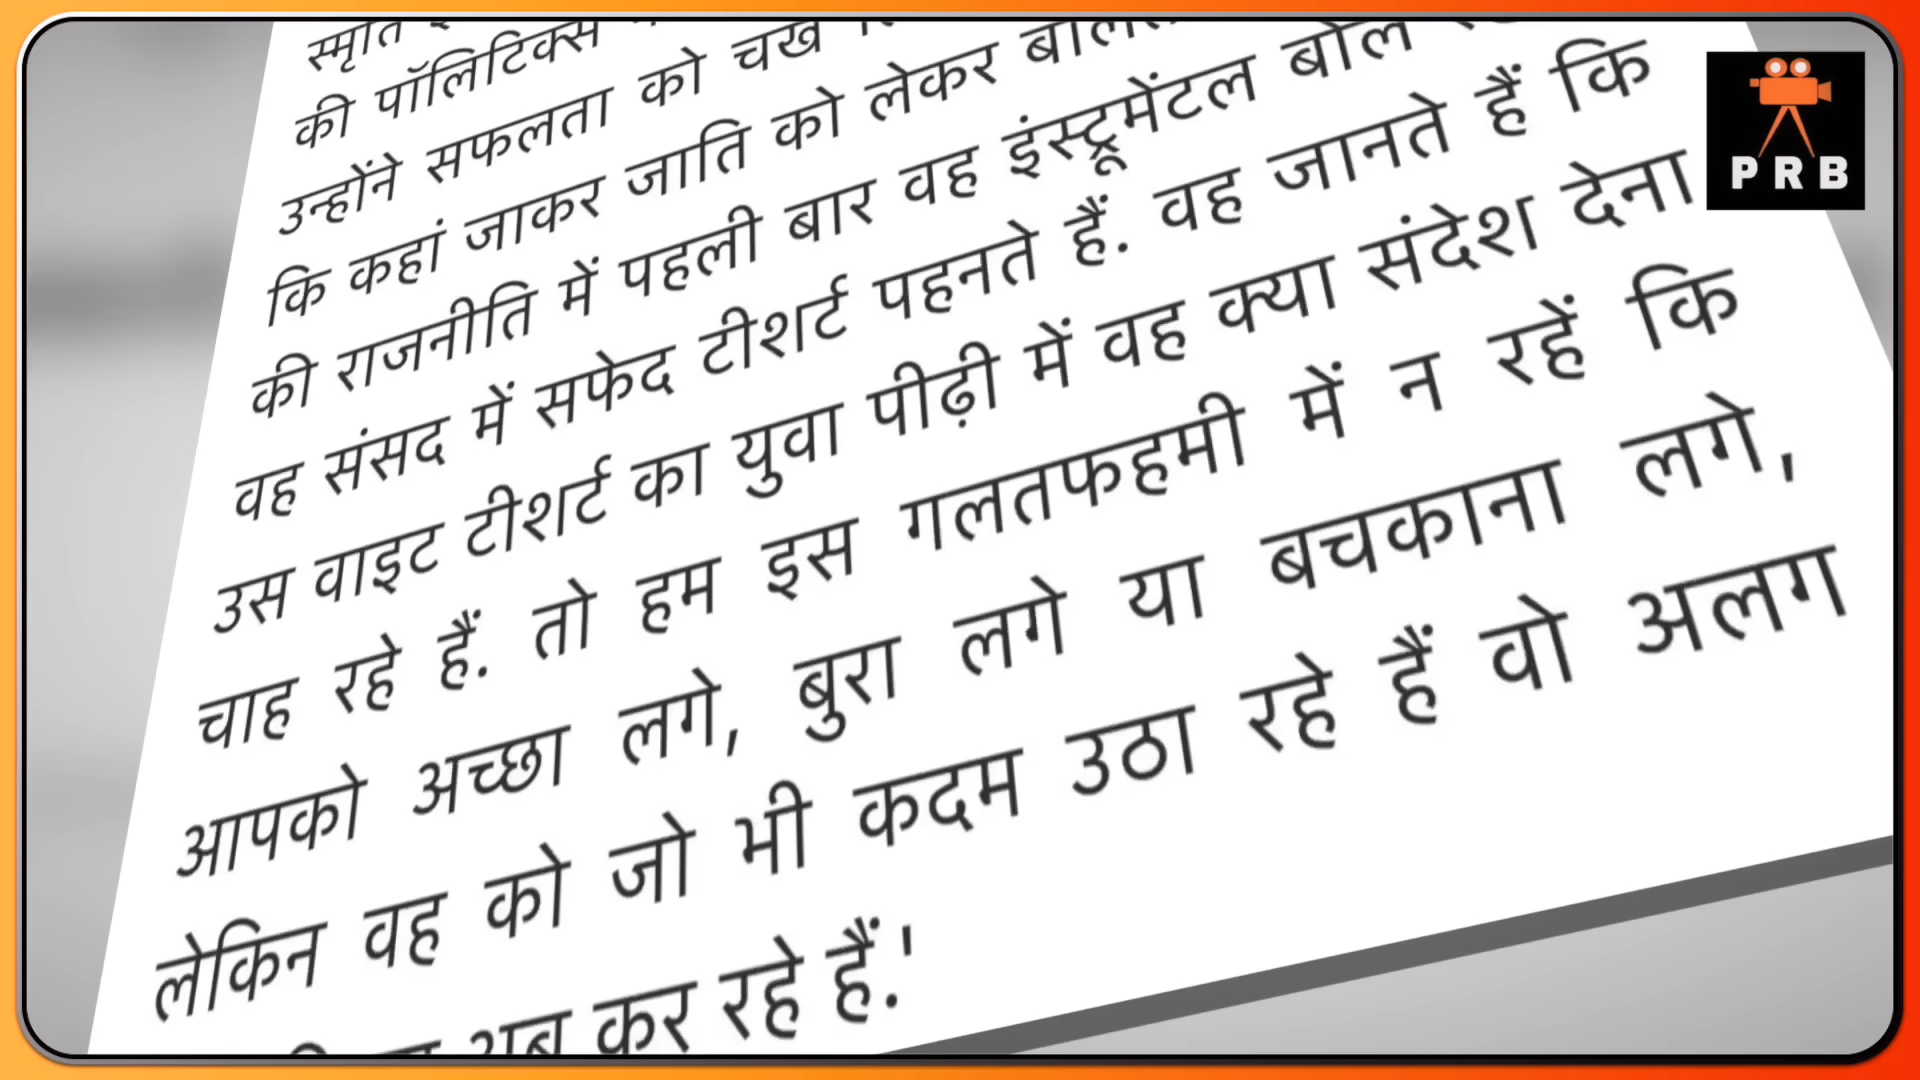 स्मृति
की पॉलिटिक्स
उन्होंने सफलता को चख
कि कहां जाकर जाति को लेकर
की राजनीति में पहली बार वह इंस्ट्रूमेंटल बोल
वह संसद में सफेद टीशर्ट पहनते हैं. वह जानते हैं कि
उस वाइट टीशर्ट का युवा पीढ़ी में वह क्या संदेश देना
चाह रहे हैं. तो हम इस गलतफहमी में न रहें कि
आपको अच्छा लगे, बुरा लगे या बचकाना लगे,
लेकिन वह को जो भी कदम उठा रहे हैं वो अलग
अब कर रहे हैं.'
PRB